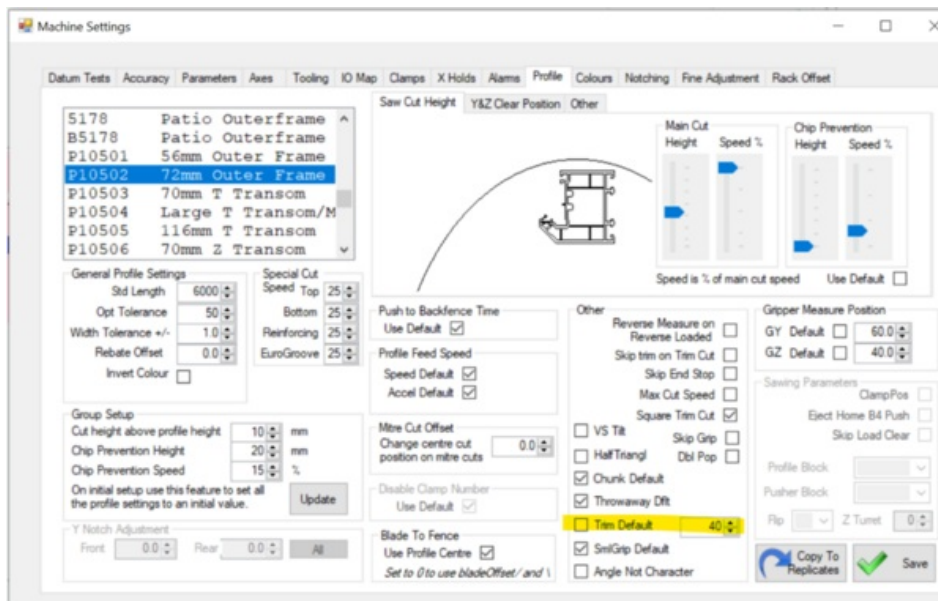 Machine Settings
Datum Tests Accuracy Parameters Axes Tooling IO Map Clamps X Holds Alarms Profile Colours Notching Fine Adjustment Rack Offset
5178 Patio Outerframe
B5178 Patio Outerframe
P10501 56mm Outer Frame
P10502 72mm Outer Frame
P10503 70mm T Transom
P10504 Large T Transom/M
P10505 116mm T Transom
P10506 70mm Z Transom
Saw Cut Height Y&Z Clear Position Other
Main Cut
Height Speed %
Chip Prevention
Height Speed %
Speed is % of main cut speed Use Default
General Profile Settings
Std Length 6000
Opt Tolerance 50
Width Tolerance +/- 1.0
Rebate Offset 0.0
Invert Colour
Special Cut
Speed Top 25
Bottom 25
Reinforcing 25
EuroGroove 25
Group Setup
Cut height above profile height 10 mm
Chip Prevention Height 20 mm
Chip Prevention Speed 15 %
On initial setup use this feature to set all
the profile settings to an initial value.
Update
Y Notch Adjustment
Front 0.0 Rear 0.0 All
Push to Backfence Time
Use Default
Profile Feed Speed
Speed Default
Accel Default
Mitre Cut Offset
Change centre cut
position on mitre cuts 0.0
Disable Clamp Number
Use Default
Blade To Fence
Use Profile Centre
Set to 0 to use bladeOffset/ and \
Other
Reverse Measure on
Reverse Loaded
Skip trim on Trim Cut
Skip End Stop
Max Cut Speed
Square Trim Cut
VS Tilt Skip Grip
HalfTriangl Dbl Pop
Chunk Default
Throwaway Dflt
Trim Default 40
SmlGrip Default
Angle Not Character
Gripper Measure Position
GY Default 60.0
GZ Default 40.0
Sawing Parameters
ClampPos
Eject Home B4 Push
Skip Load Clear
Profile Block
Pusher Block
Flip Z Turret 0
Copy To
Replicates
Save